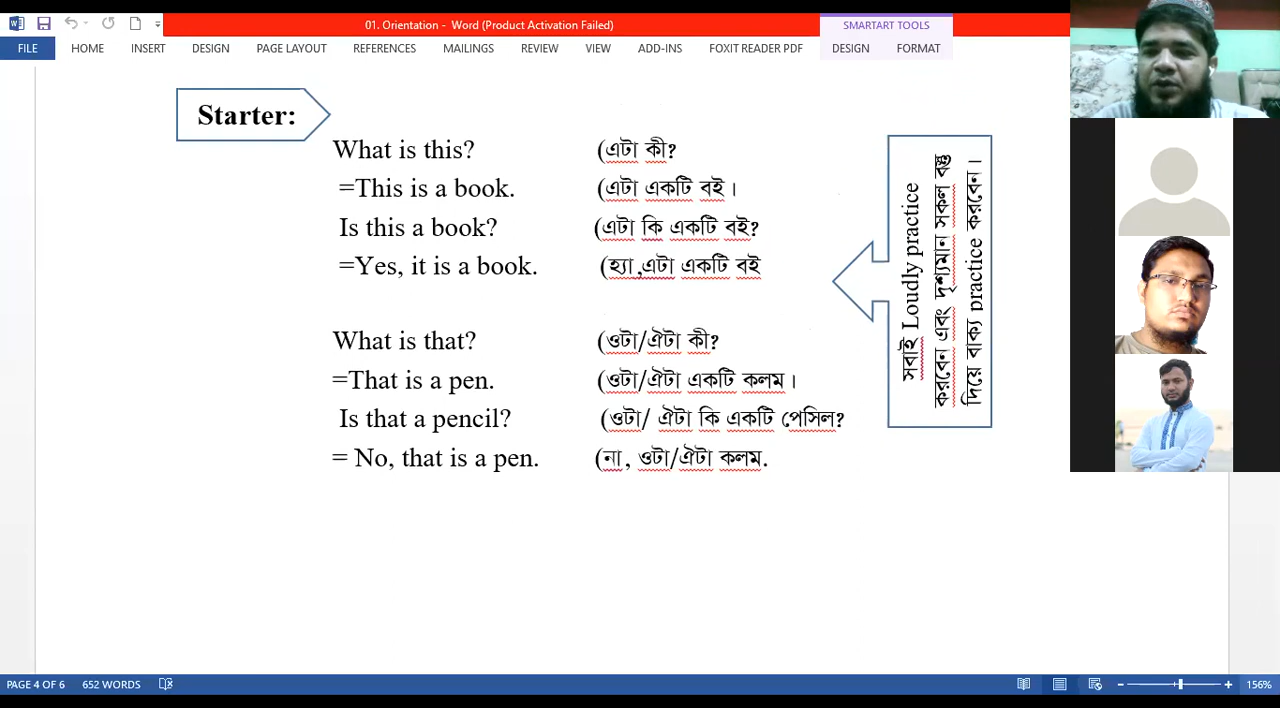 01. Orientation - Word (Product Activation Failed)
SMARTART TOOLS
FILE HOME INSERT DESIGN PAGE LAYOUT REFERENCES MAILINGS REVIEW VIEW ADD-INS FOXIT READER PDF DESIGN FORMAT
Starter:
What is this? (এটা কী?
=This is a book. (এটা একটি বই।
Is this a book? (এটা কি একটি বই?
=Yes, it is a book. (হ্যা,এটা একটি বই
What is that? (ওটা/ঐটা কী?
=That is a pen. (ওটা/ঐটা একটি কলম।
Is that a pencil? (ওটা/ ঐটা কি একটি পেসিল?
= No, that is a pen. (না, ওটা/ঐটা কলম.
সবাই Loudly practice
করবেন এবং দৃশ্যমান সকল বস্তু
দিয়ে বাক্য practice করবেন।
PAGE 4 OF 6 652 WORDS 156%